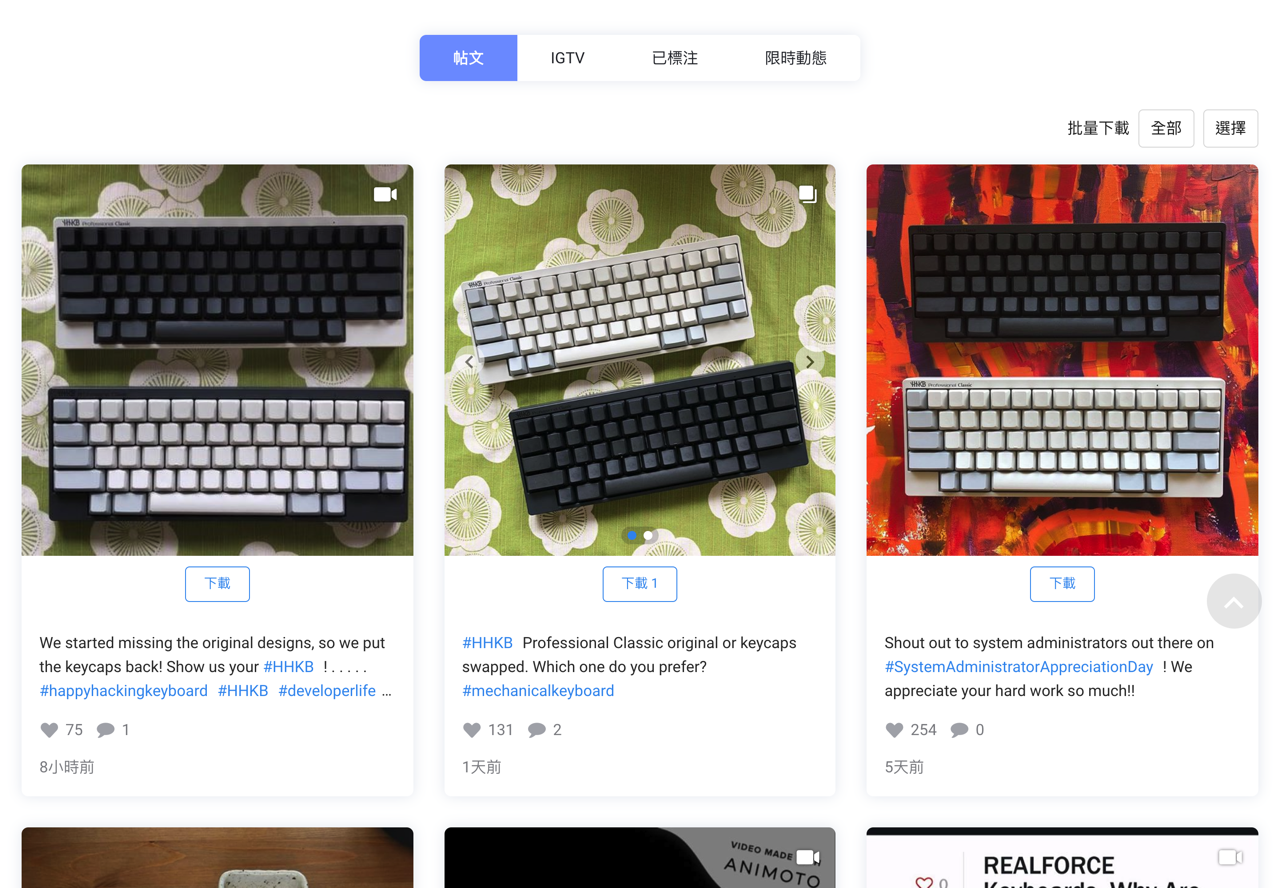 帖文
IGTV
已標注
限時動態
批量下載
全部
選擇
HHKB Professional Classic
HHKB Professional Classic
HHKB Professional Classic
下載
下載 1
下載
We started missing the original designs, so we put
the keycaps back! Show us your #HHKB ! . . . . .
#happyhackingkeyboard #HHKB #developerlife ...
75
1
8小時前
#HHKB Professional Classic original or keycaps
swapped. Which one do you prefer?
#mechanicalkeyboard
131
2
1天前
Shout out to system administrators out there on
#SystemAdministratorAppreciationDay ! We
appreciate your hard work so much!!
254
0
5天前
VIDEO MADE
ANIMOTO
0
REALFORCE
Keyboards, Why Are